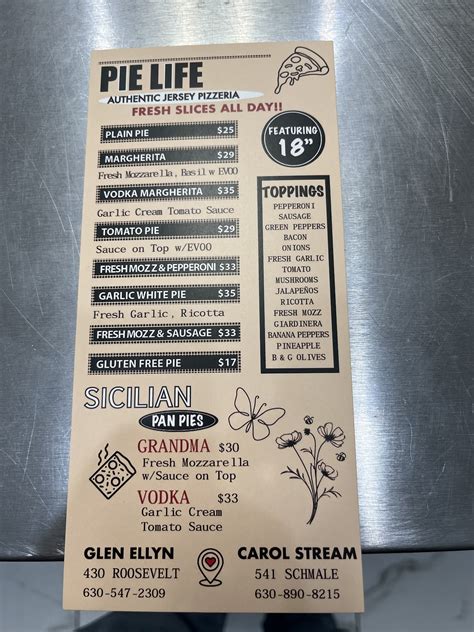 PIE LIFE
AUTHENTIC JERSEY PIZZERIA
FRESH SLICES ALL DAY!!
PLAIN PIE $25
MARGHERITA $29
Fresh Mozzarella, Basil w EVOO
VODKA MARGHERITA $35
Garlic Cream Tomato Sauce
TOMATO PIE $29
Sauce on Top w/EVOO
FRESH MOZZ & PEPPERONI $33
GARLIC WHITE PIE $35
Fresh Garlic, Ricotta
FRESH MOZZ & SAUSAGE $33
GLUTEN FREE PIE $17
FEATURING
18"
TOPPINGS
PEPPERONI
SAUSAGE
GREEN PEPPERS
BACON
ONIONS
FRESH GARLIC
TOMATO
MUSHROOMS
JALAPEÑOS
RICOTTA
FRESH MOZZ
GIARDINERA
BANANA PEPPERS
PINEAPPLE
B & G OLIVES
SICILIAN
PAN PIES
GRANDMA $30
Fresh Mozzarella
w/Sauce on Top
VODKA $33
Garlic Cream
Tomato Sauce
GLEN ELLYN
430 ROOSEVELT
630-547-2309
CAROL STREAM
541 SCHMALE
630-890-8215